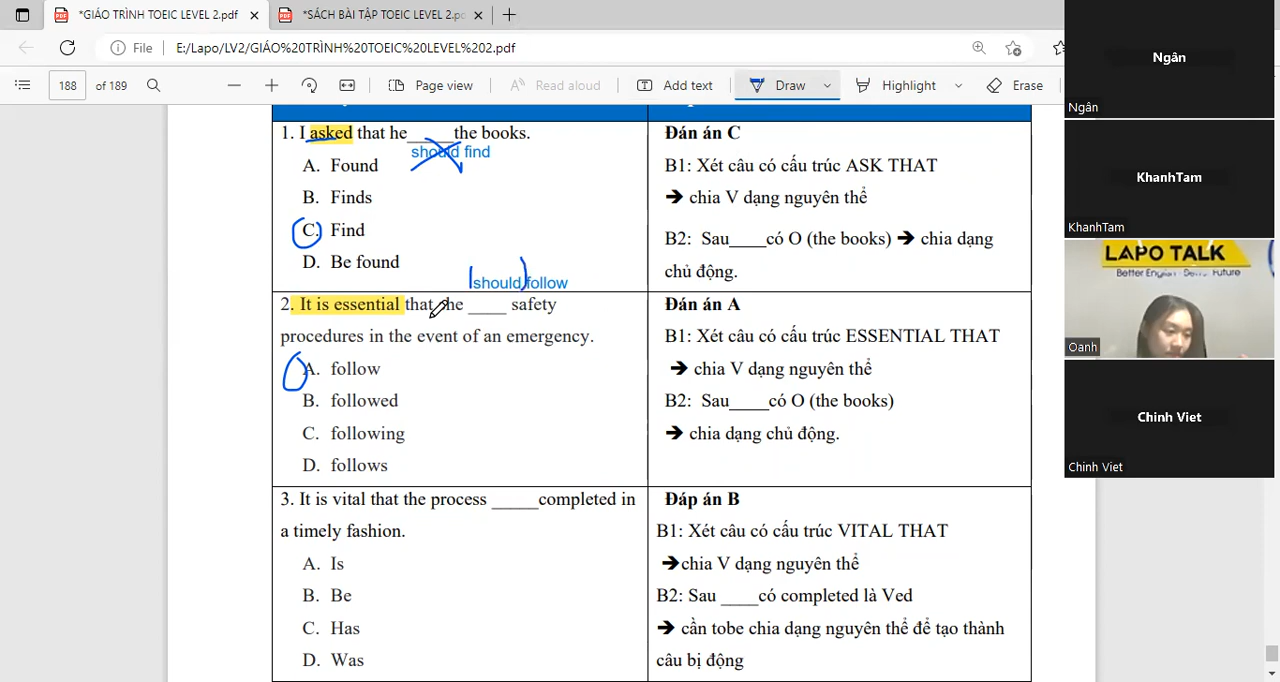 *GIÁO TRÌNH TOEIC LEVEL 2.pdf
*SÁCH BÀI TẬP TOEIC LEVEL 2.pd
File E:/Lapo/LV2/GIÁO%20TRÌNH%20TOEIC%20LEVEL%202.pdf
188 of 189 Page view Read aloud Add text Draw Highlight Erase
1. I asked that he____ the books.
should find
A. Found
B. Finds
C. Find
D. Be found
Đán án C
B1: Xét câu có cấu trúc ASK THAT
➔ chia V dạng nguyên thể
B2: Sau____có O (the books) ➔ chia dạng
chủ động.
(should)follow
2. It is essential that he ____ safety
procedures in the event of an emergency.
A. follow
B. followed
C. following
D. follows
Đán án A
B1: Xét câu có cấu trúc ESSENTIAL THAT
➔ chia V dạng nguyên thể
B2: Sau____có O (the books)
➔ chia dạng chủ động.
3. It is vital that the process _____completed in
a timely fashion.
A. Is
B. Be
C. Has
D. Was
Đáp án B
B1: Xét câu có cấu trúc VITAL THAT
➔chia V dạng nguyên thể
B2: Sau ____có completed là Ved
➔ cần tobe chia dạng nguyên thể để tạo thành
câu bị động
Ngân
Ngân
KhanhTam
KhanhTam
LAPO TALK
Better Future
Oanh
Chinh Viet
Chinh Viet